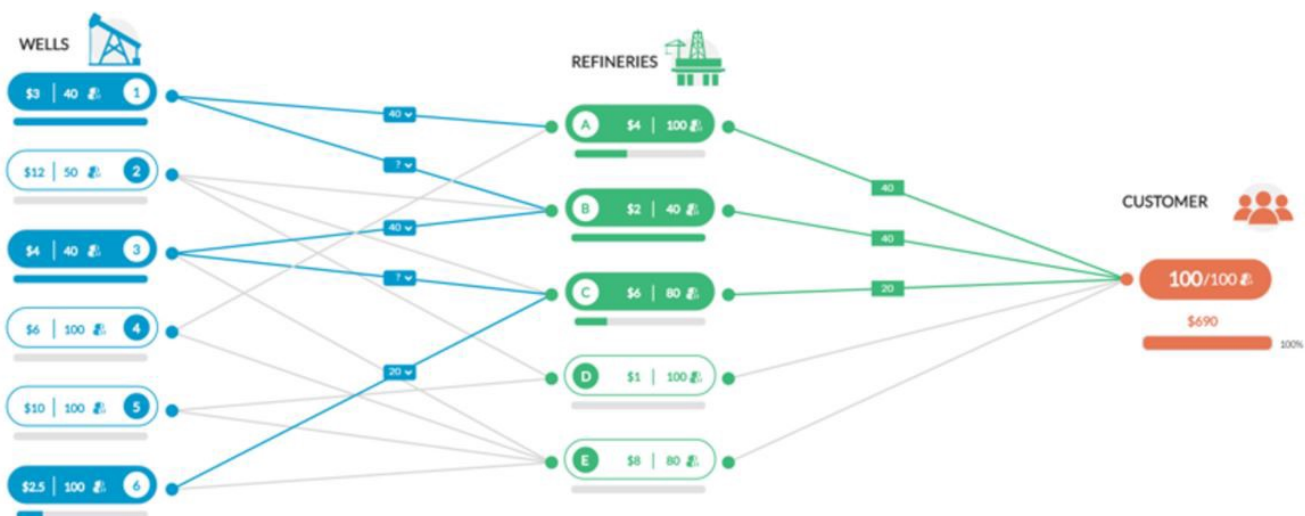 WELLS
$3 | 40 1
$12 | 50 2
$4 | 40 3
$6 | 100 4
$10 | 100 5
$2.5 | 100 6
40
?
40
?
20
REFINERIES
A $4 | 100
B $2 | 40
C $6 | 80
D $1 | 100
E $8 | 80
40
40
20
CUSTOMER
100/100
$690
100%